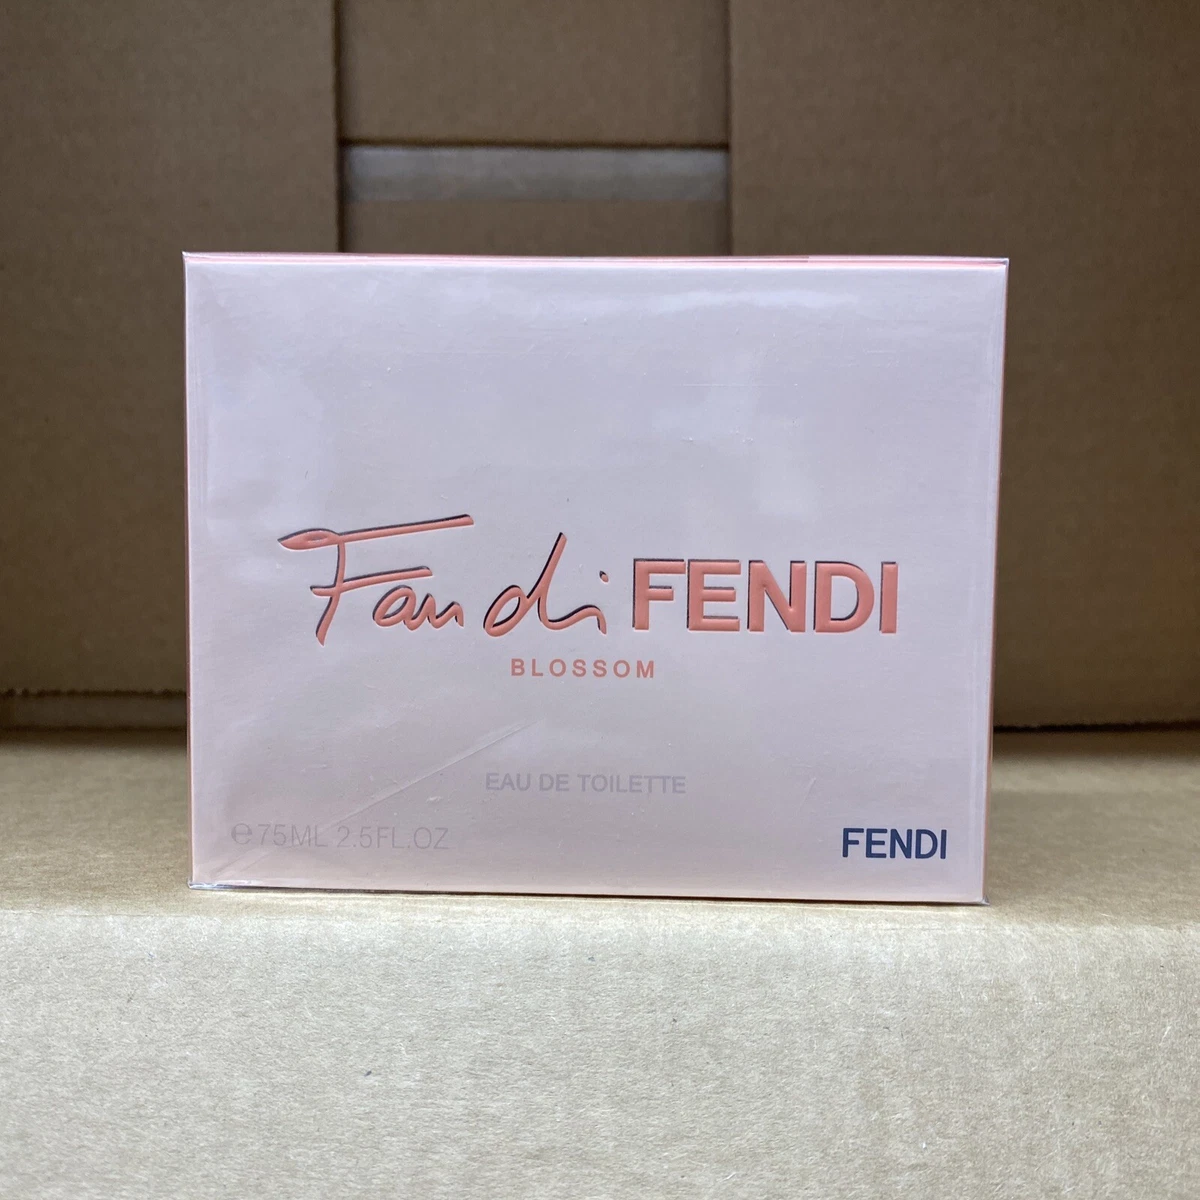 Fan di FENDI
BLOSSOM
EAU DE TOILETTE
℮75ML 2.5FL.OZ
FENDI